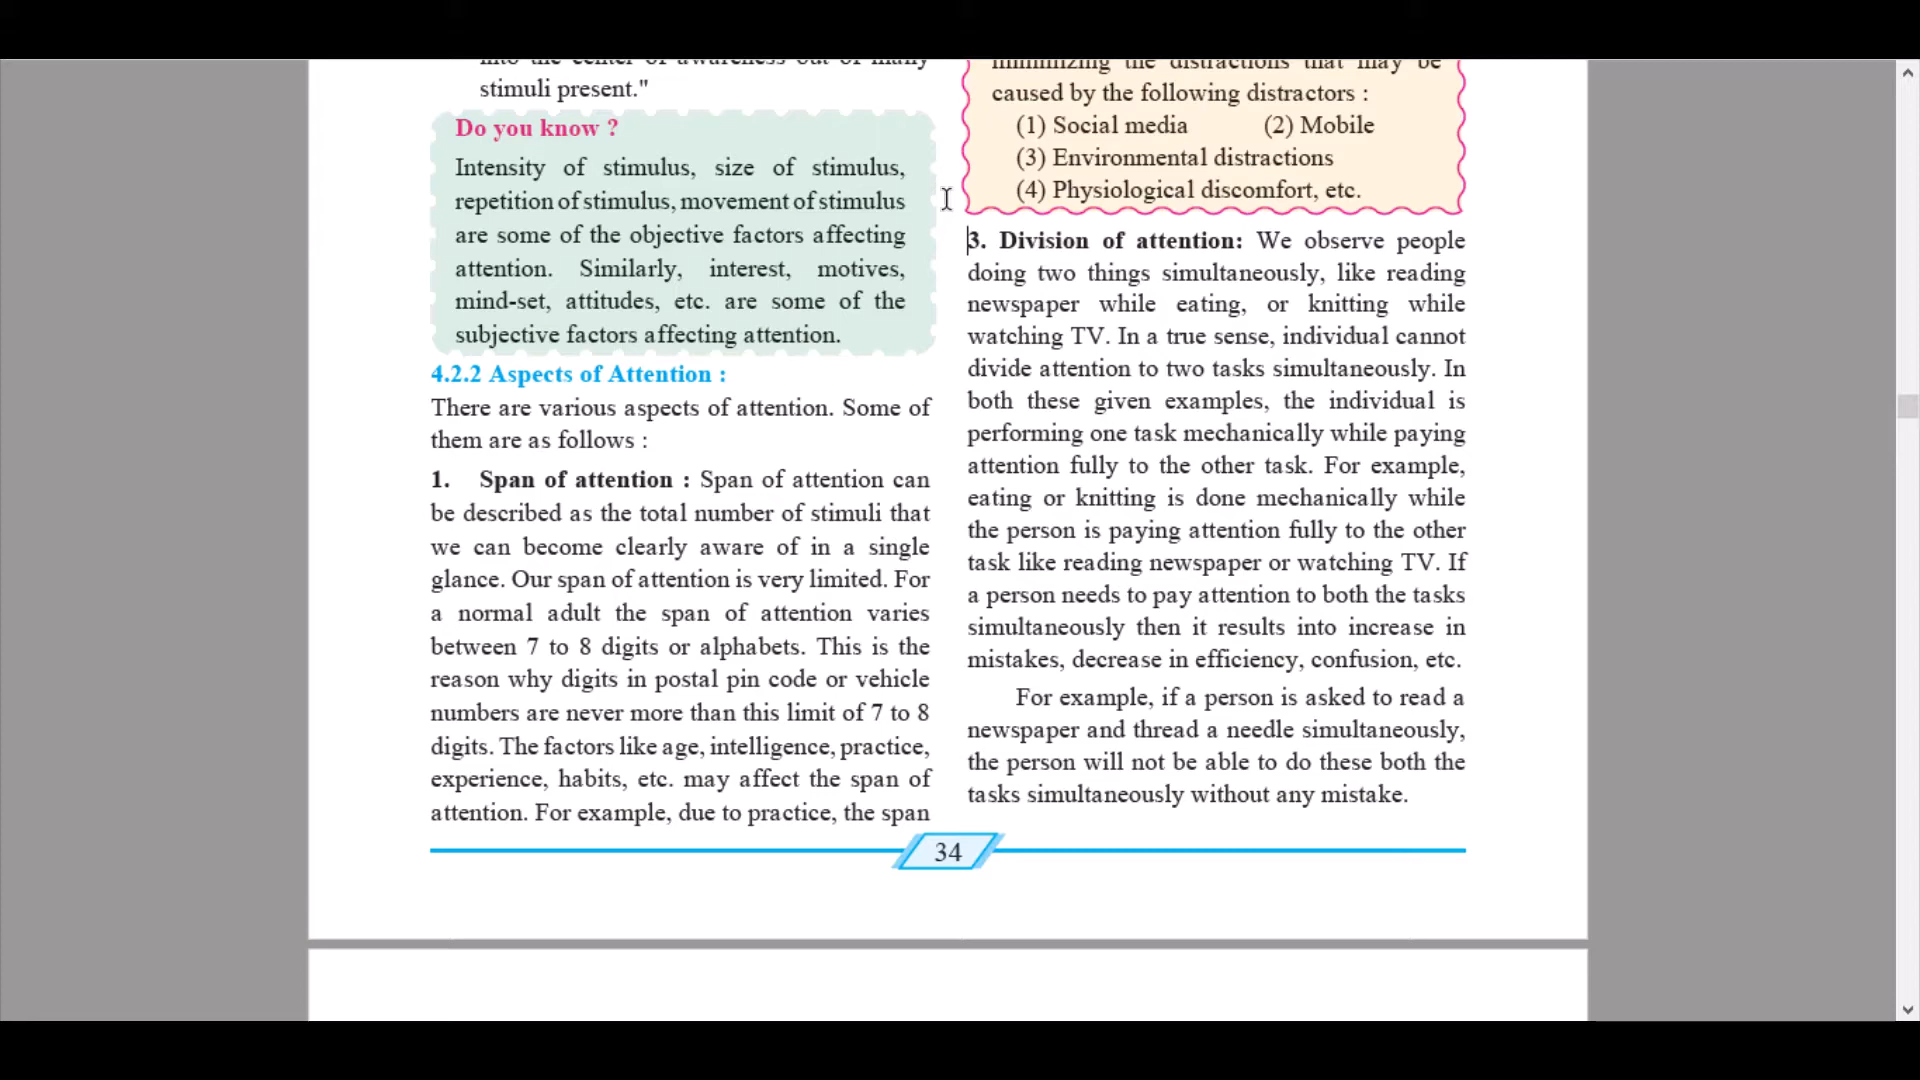 into the center of awareness out of many
stimuli present."
Do you know ?
Intensity of stimulus, size of stimulus,
repetition of stimulus, movement of stimulus
are some of the objective factors affecting
attention. Similarly, interest, motives,
mind-set, attitudes, etc. are some of the
subjective factors affecting attention.
4.2.2 Aspects of Attention :
There are various aspects of attention. Some of
them are as follows :
1. Span of attention : Span of attention can
be described as the total number of stimuli that
we can become clearly aware of in a single
glance. Our span of attention is very limited. For
a normal adult the span of attention varies
between 7 to 8 digits or alphabets. This is the
reason why digits in postal pin code or vehicle
numbers are never more than this limit of 7 to 8
digits. The factors like age, intelligence, practice,
experience, habits, etc. may affect the span of
attention. For example, due to practice, the span
minimizing the distractions that may be
caused by the following distractors :
(1) Social media (2) Mobile
(3) Environmental distractions
(4) Physiological discomfort, etc.
3. Division of attention: We observe people
doing two things simultaneously, like reading
newspaper while eating, or knitting while
watching TV. In a true sense, individual cannot
divide attention to two tasks simultaneously. In
both these given examples, the individual is
performing one task mechanically while paying
attention fully to the other task. For example,
eating or knitting is done mechanically while
the person is paying attention fully to the other
task like reading newspaper or watching TV. If
a person needs to pay attention to both the tasks
simultaneously then it results into increase in
mistakes, decrease in efficiency, confusion, etc.
For example, if a person is asked to read a
newspaper and thread a needle simultaneously,
the person will not be able to do these both the
tasks simultaneously without any mistake.
34